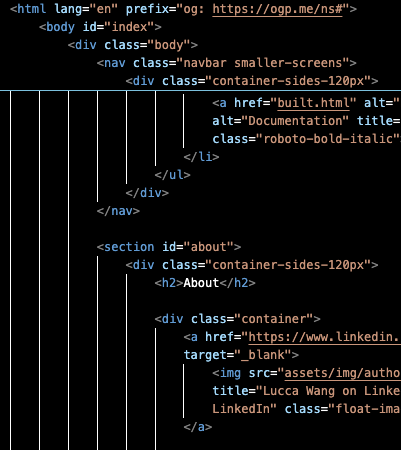 <html lang="en" prefix="og: https://ogp.me/ns#">
<body id="index">
<div class="body">
<nav class="navbar smaller-screens">
<div class="container-sides-120px">
<a href="built.html" alt="
alt="Documentation" title=
class="roboto-bold-italic"
</li>
</ul>
</div>
</nav>
<section id="about">
<div class="container-sides-120px">
<h2>About</h2>
<div class="container">
<a href="https://www.linkedin.
target="_blank">
<img src="assets/img/autho
title="Lucca Wang on Linke
LinkedIn" class="float-ima
</a>